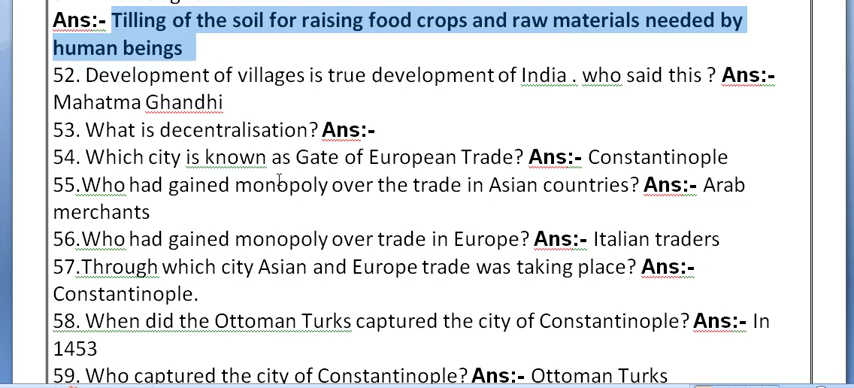 Ans:- Tilling of the soil for raising food crops and raw materials needed by
human beings
52. Development of villages is true development of India . who said this ? Ans:-
Mahatma Ghandhi
53. What is decentralisation? Ans:-
54. Which city is known as Gate of European Trade? Ans:- Constantinople
55.Who had gained monopoly over the trade in Asian countries? Ans:- Arab
merchants
56.Who had gained monopoly over trade in Europe? Ans:- Italian traders
57.Through which city Asian and Europe trade was taking place? Ans:-
Constantinople.
58. When did the Ottoman Turks captured the city of Constantinople? Ans:- In
1453
59. Who captured the city of Constantinople? Ans:- Ottoman Turks